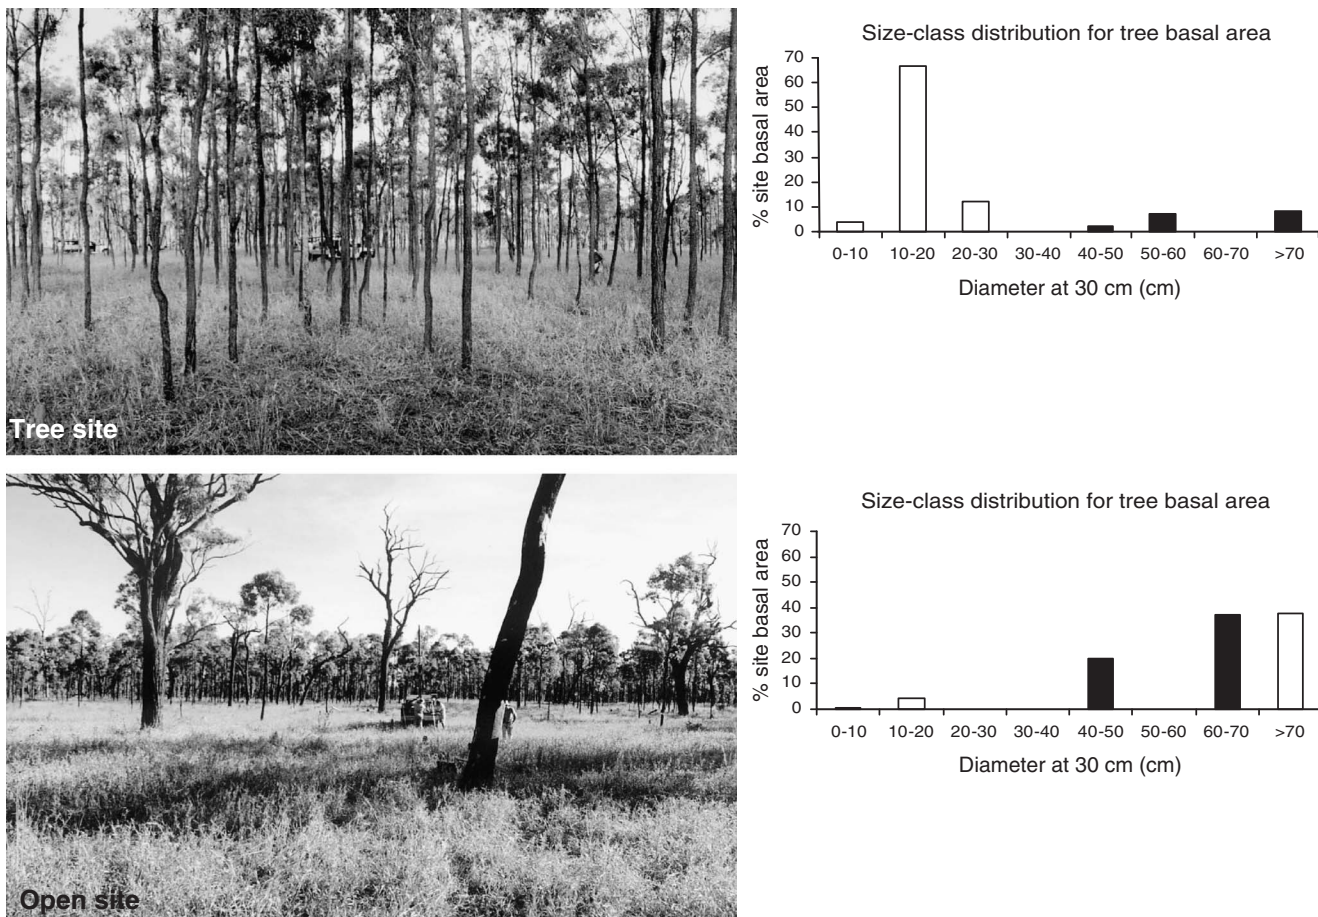 Tree site
Size-class distribution for tree basal area
% site basal area
70
60
50
40
30
20
10
0
0-10 10-20 20-30 30-40 40-50 50-60 60-70 >70
Diameter at 30 cm (cm)
Open site
Size-class distribution for tree basal area
% site basal area
70
60
50
40
30
20
10
0
0-10 10-20 20-30 30-40 40-50 50-60 60-70 >70
Diameter at 30 cm (cm)